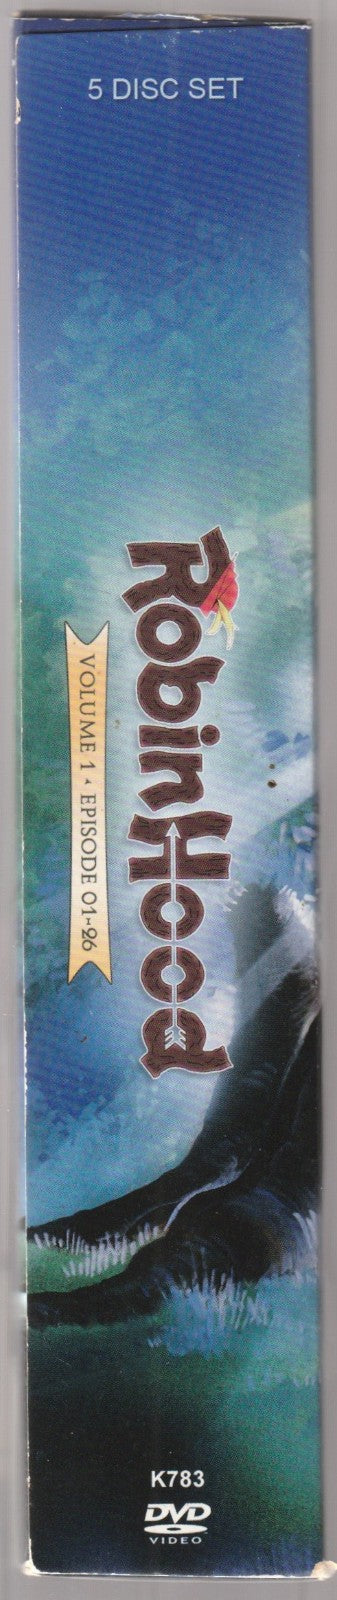 5 DISC SET
RobinHood
VOLUME 1 • EPISODE 01-26
K783
DVD
VIDEO